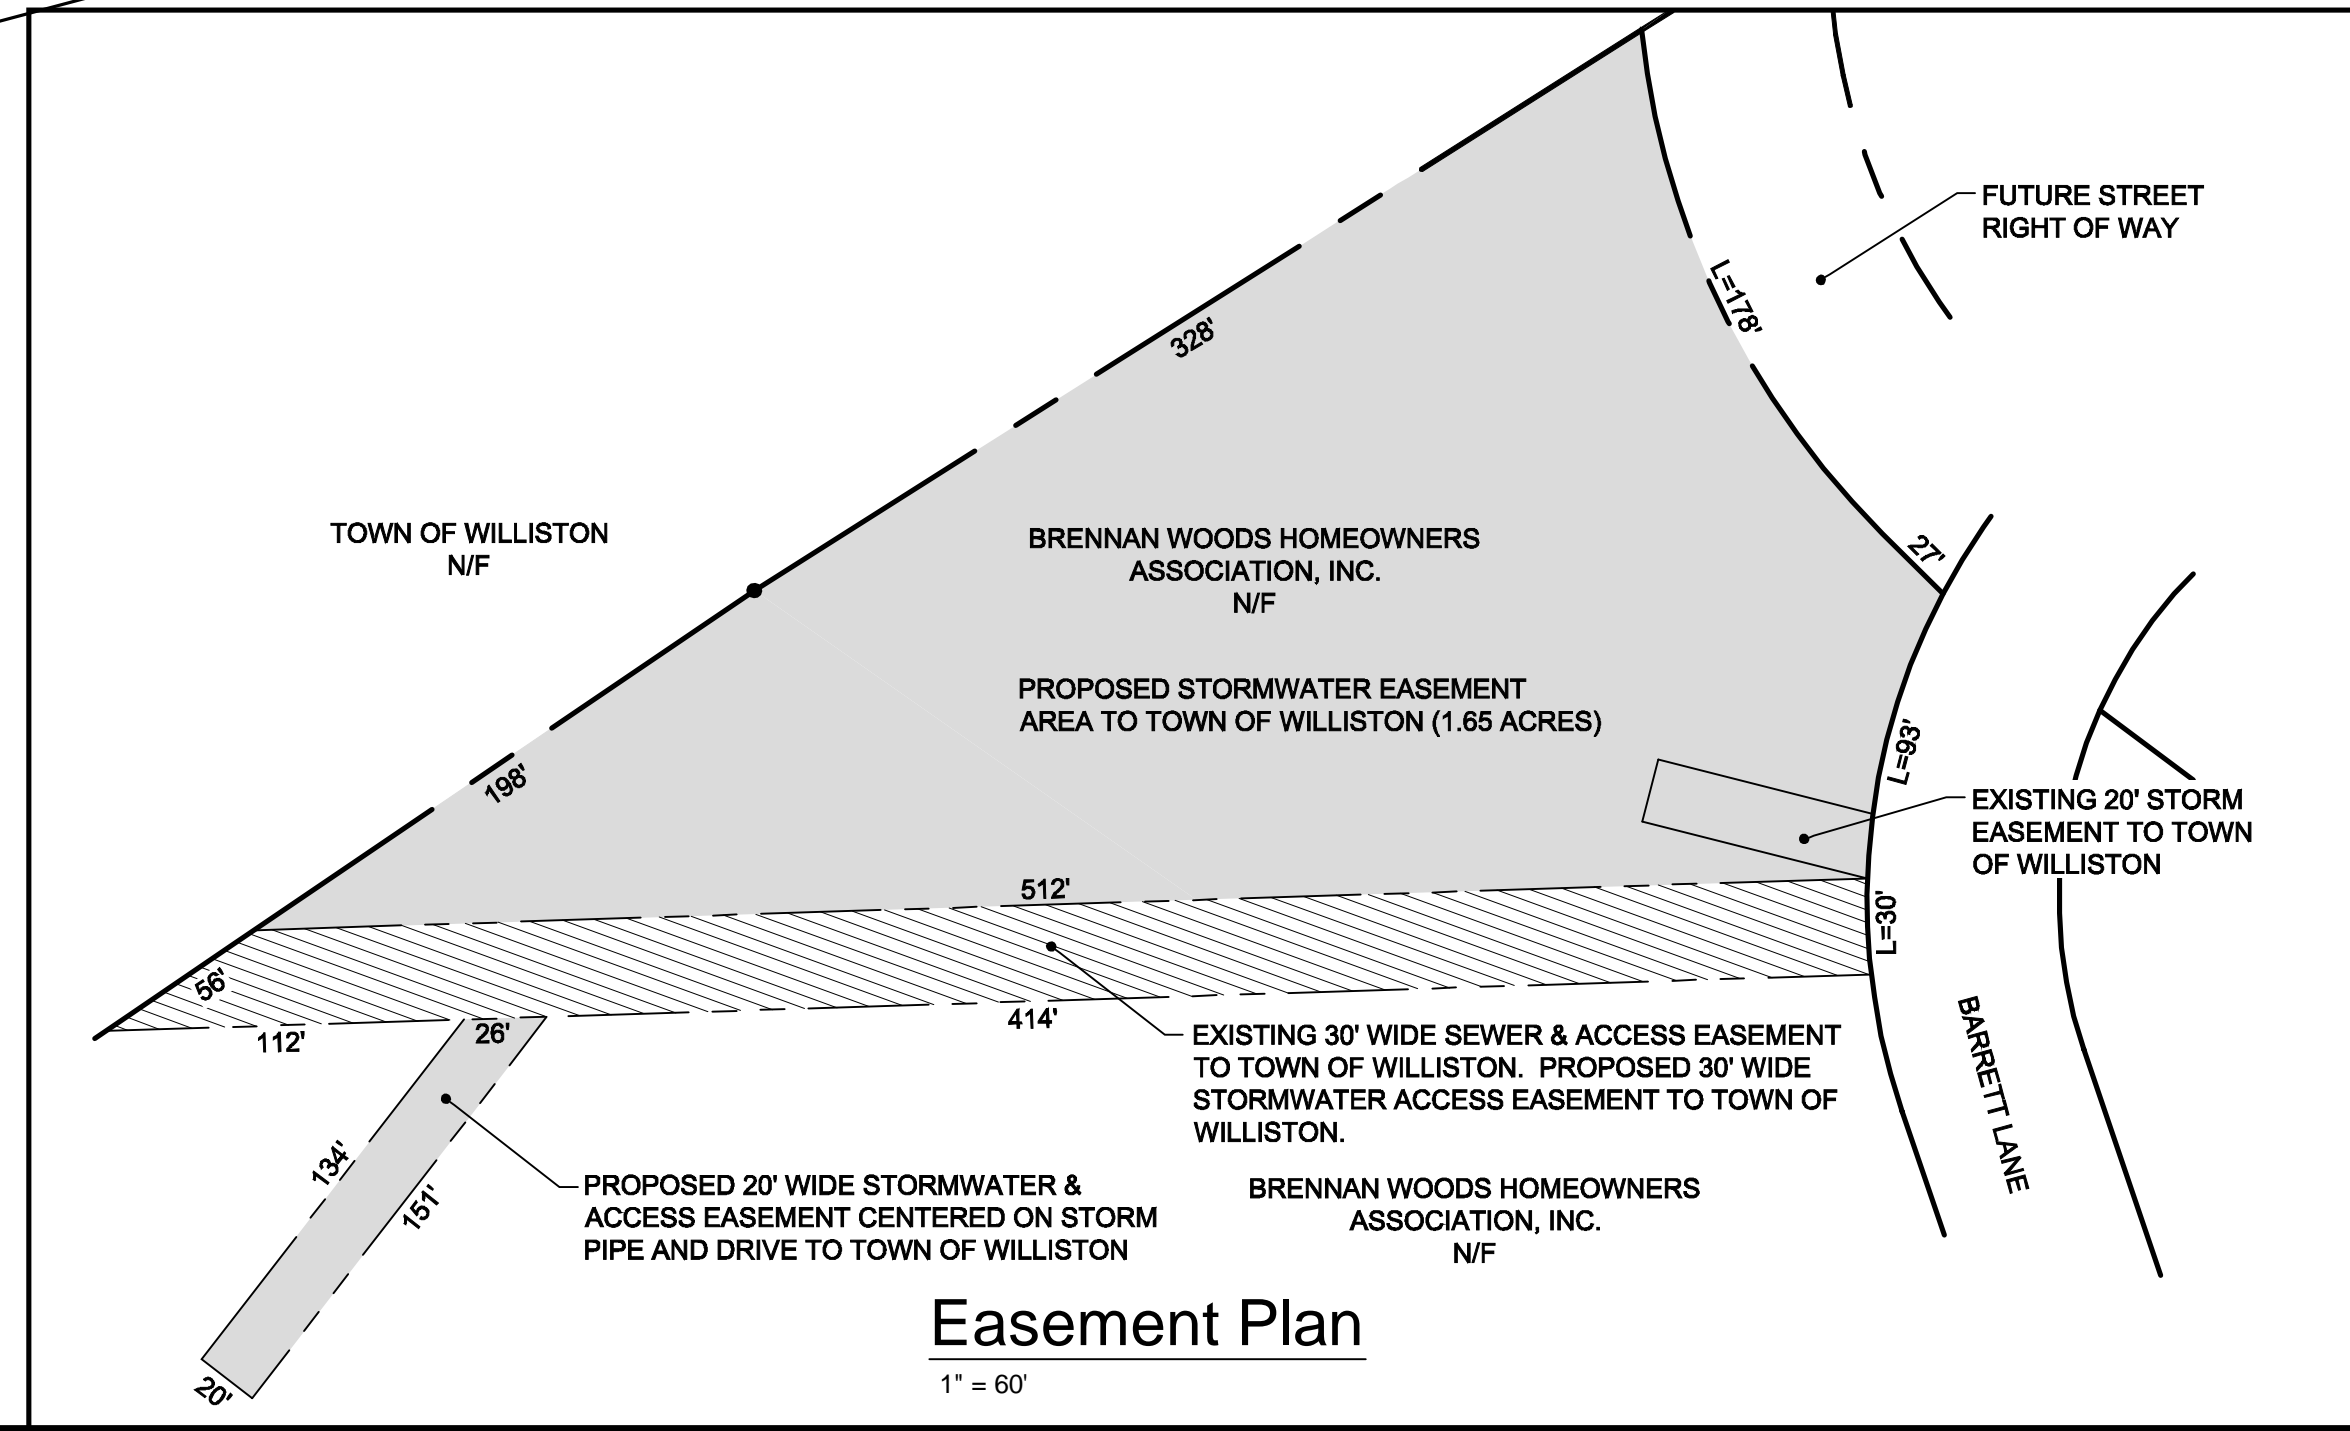 FUTURE STREET
RIGHT OF WAY
L=178'
328'
TOWN OF WILLISTON
N/F
BRENNAN WOODS HOMEOWNERS
ASSOCIATION, INC.
N/F
27'
PROPOSED STORMWATER EASEMENT
AREA TO TOWN OF WILLISTON (1.65 ACRES)
L=93'
198'
EXISTING 20' STORM
EASEMENT TO TOWN
OF WILLISTON
512'
L=30'
56'
112'
26'
414'
EXISTING 30' WIDE SEWER & ACCESS EASEMENT
TO TOWN OF WILLISTON.  PROPOSED 30' WIDE
STORMWATER ACCESS EASEMENT TO TOWN OF
WILLISTON.
BARRETT LANE
134'
151'
PROPOSED 20' WIDE STORMWATER &
ACCESS EASEMENT CENTERED ON STORM
PIPE AND DRIVE TO TOWN OF WILLISTON
BRENNAN WOODS HOMEOWNERS
ASSOCIATION, INC.
N/F
20'
Easement Plan
1" = 60'